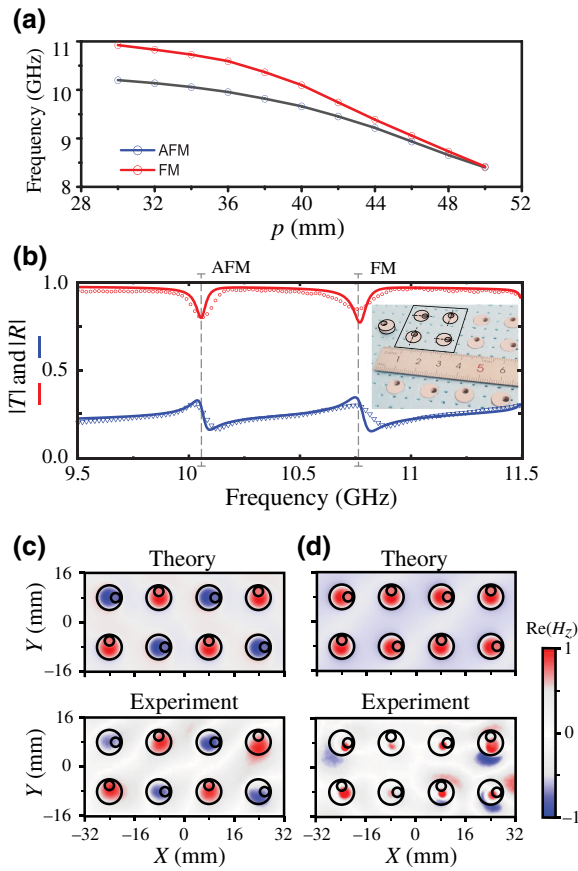 (a)
Frequency (GHz)
11
10
9
8
AFM
FM
28 32 36 40 44 48 52
p (mm)
(b)
AFM FM
|T| and |R|
1.0
0.5
0.0
1 2 3 4 5 6
9.5 10 10.5 11 11.5
Frequency (GHz)
(c) (d)
Theory Theory
Y (mm)
16
0
−16
Re(Hz)
1
0
−1
Experiment Experiment
Y (mm)
16
0
−16
−32 −16 0 16 32 −32 −16 0 16 32
X (mm) X (mm)